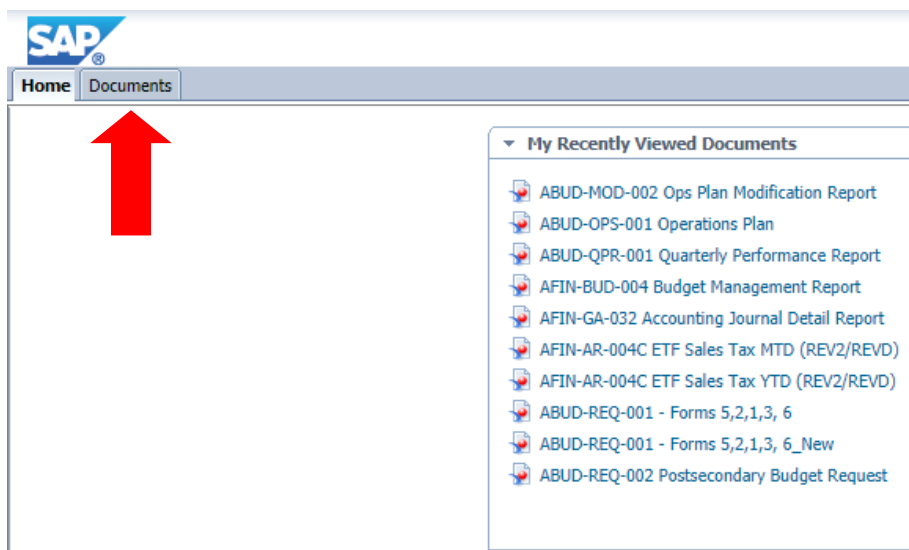 SAP®
Home Documents
My Recently Viewed Documents
ABUD-MOD-002 Ops Plan Modification Report
ABUD-OPS-001 Operations Plan
ABUD-QPR-001 Quarterly Performance Report
AFIN-BUD-004 Budget Management Report
AFIN-GA-032 Accounting Journal Detail Report
AFIN-AR-004C ETF Sales Tax MTD (REV2/REVD)
AFIN-AR-004C ETF Sales Tax YTD (REV2/REVD)
ABUD-REQ-001 - Forms 5,2,1,3, 6
ABUD-REQ-001 - Forms 5,2,1,3, 6_New
ABUD-REQ-002 Postsecondary Budget Request